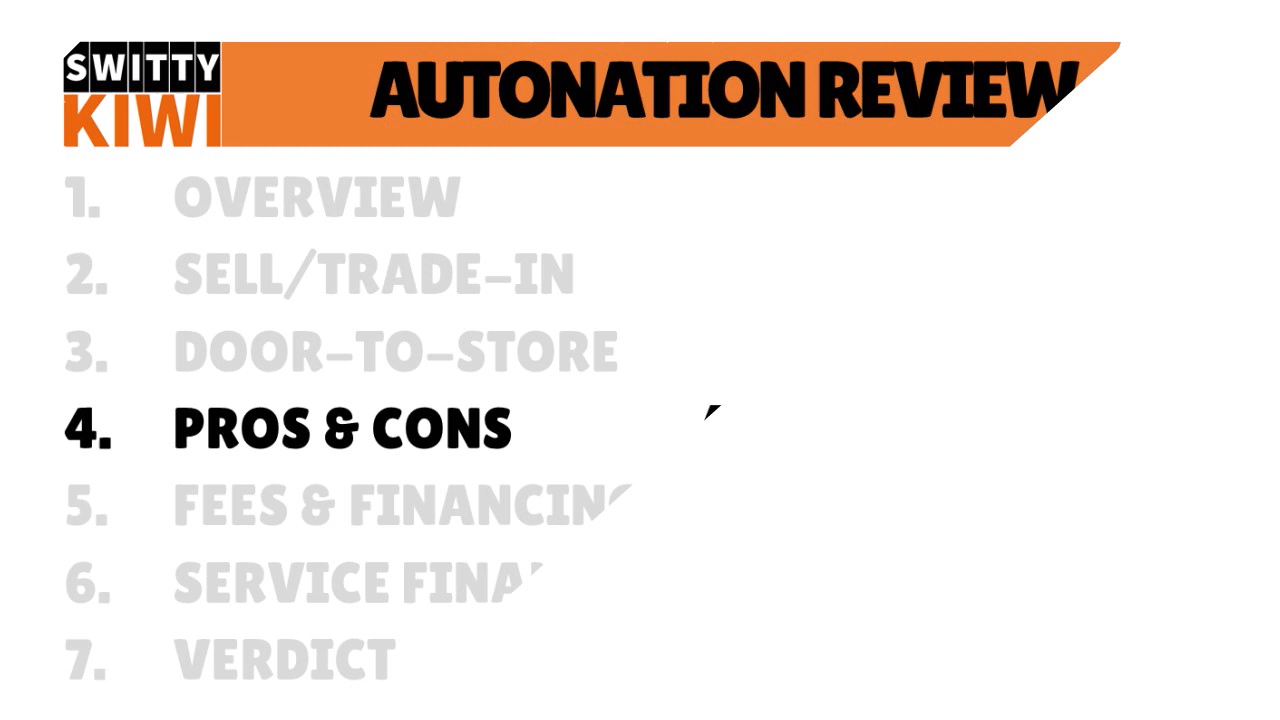 SWITTY
KIWI
AUTONATION REVIEW
1. OVERVIEW
2. SELL/TRADE-IN
3. DOOR-TO-STORE
4. PROS & CONS
5. FEES & FINANCING
6. SERVICE
7. VERDICT